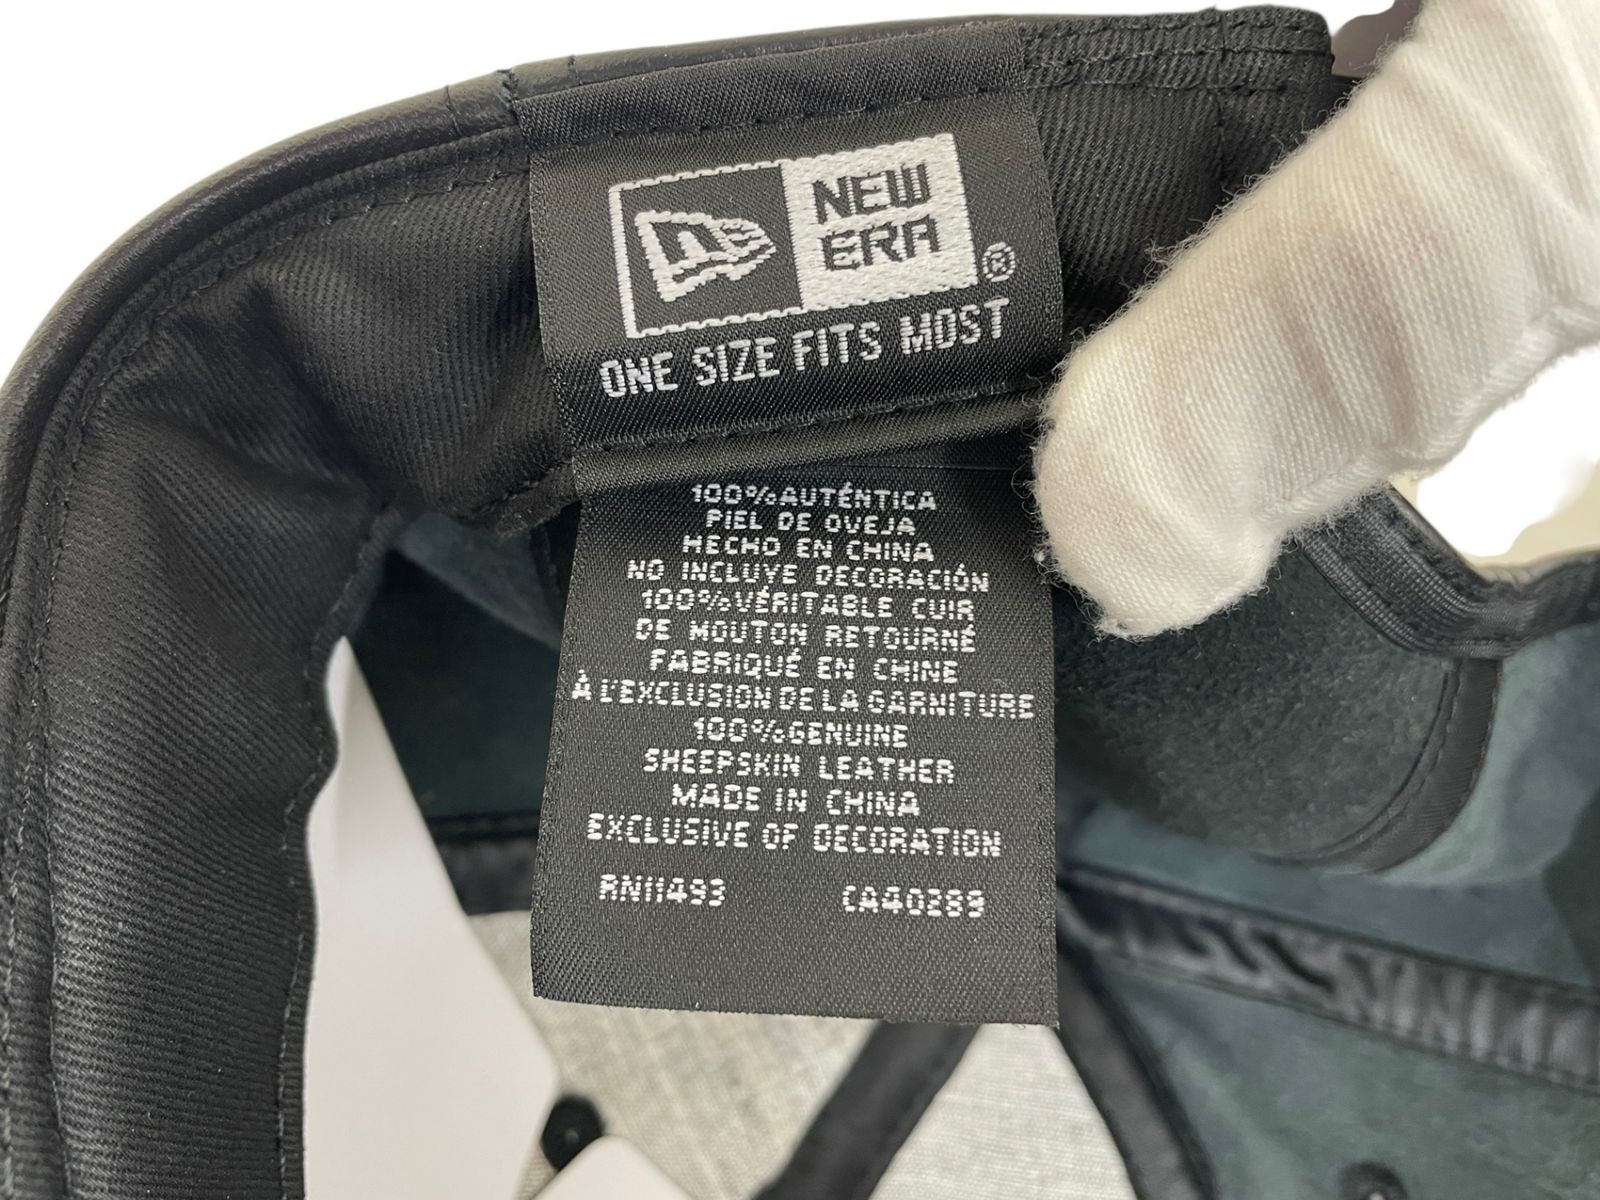 NEW
ERA
®
ONE SIZE FITS MOST
100% AUTÉNTICA
PIEL DE OVEJA
HECHO EN CHINA
NO INCLUYE DECORACIÓN
100% VÉRITABLE CUIR
DE MOUTON RETOURNÉ
FABRIQUÉ EN CHINE
À L'EXCLUSION DE LA GARNITURE
100% GENUINE
SHEEPSKIN LEATHER
MADE IN CHINA
EXCLUSIVE OF DECORATION
RN11493 CA40289